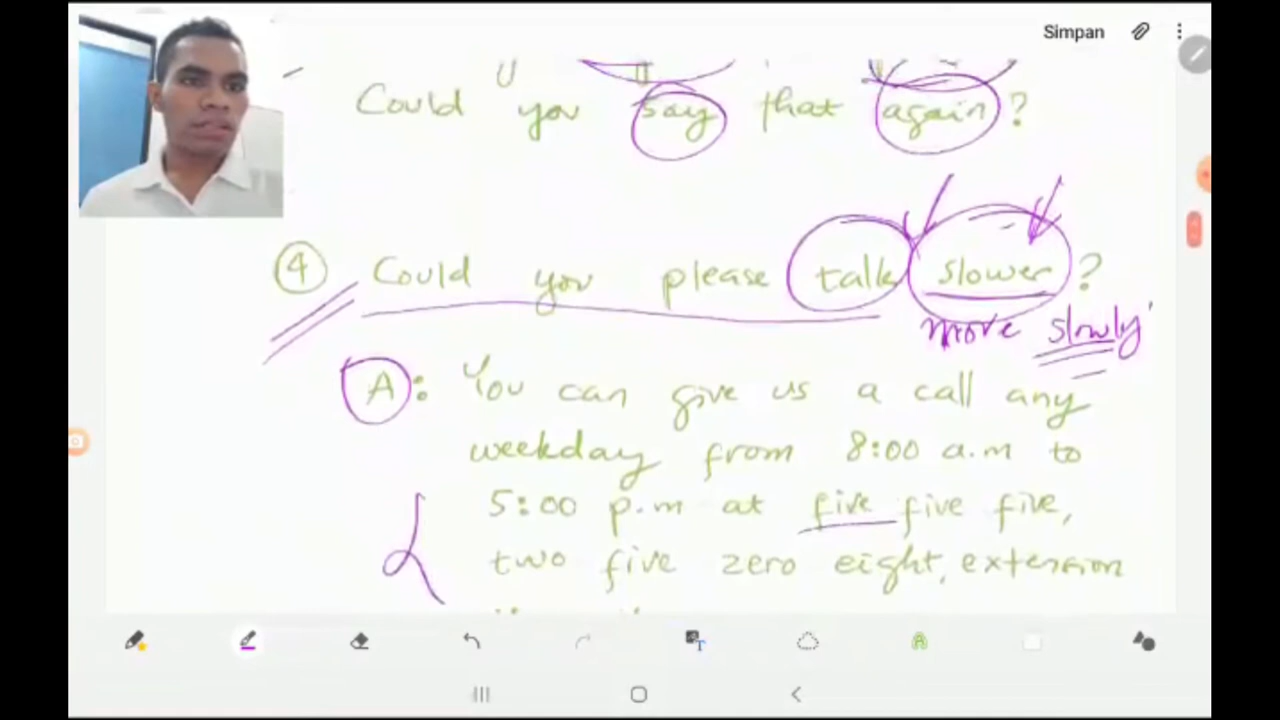 Simpan
Could you say that again?
4 Could you please talk slower?
more slowly
A: You can give us a call any
weekday from 8:00 a.m to
5:00 p.m at five five five,
two five zero eight, extension